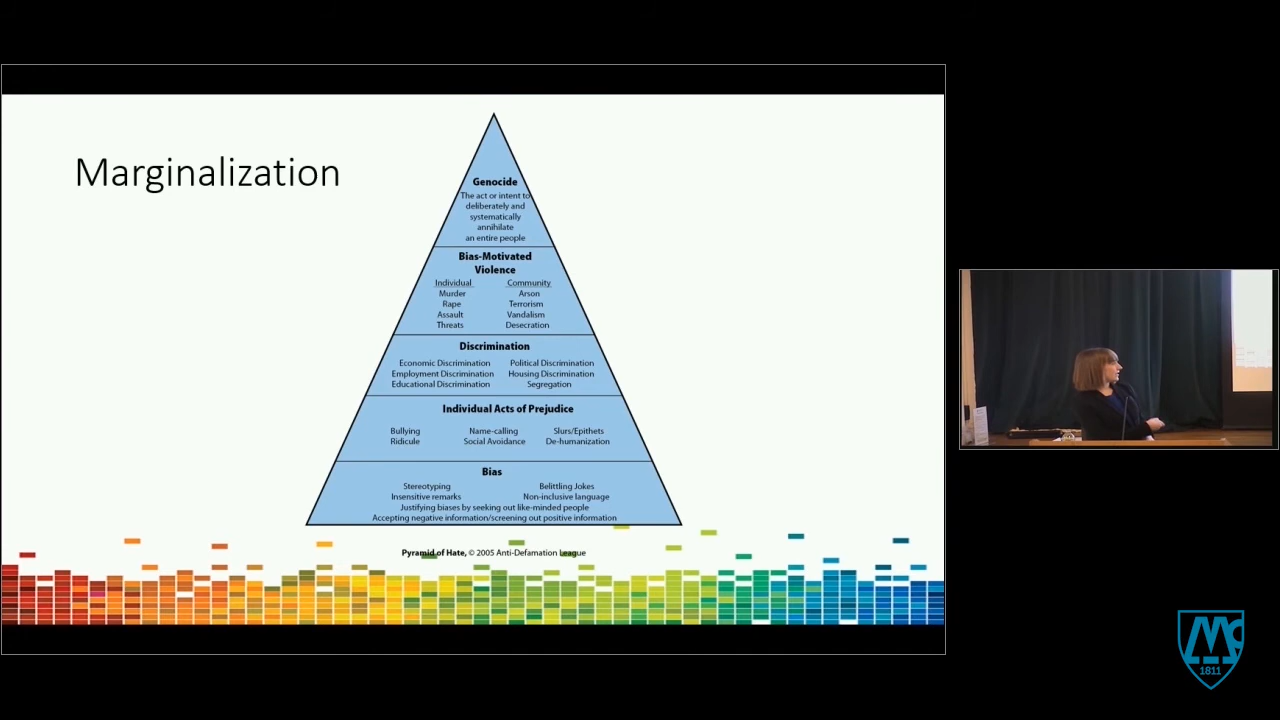 Marginalization
Genocide
The act or intent to
deliberately and
systematically
annihilate
an entire people
Bias-Motivated
Violence
Individual Community
Murder Arson
Rape Terrorism
Assault Vandalism
Threats Desecration
Discrimination
Economic Discrimination Political Discrimination
Employment Discrimination Housing Discrimination
Educational Discrimination Segregation
Individual Acts of Prejudice
Bullying Name-calling Slurs/Epithets
Ridicule Social Avoidance De-humanization
Bias
Stereotyping Belittling Jokes
Insensitive remarks Non-inclusive language
Justifying biases by seeking out like-minded people
Accepting negative information/screening out positive information
Pyramid of Hate, © 2005 Anti-Defamation League
1811